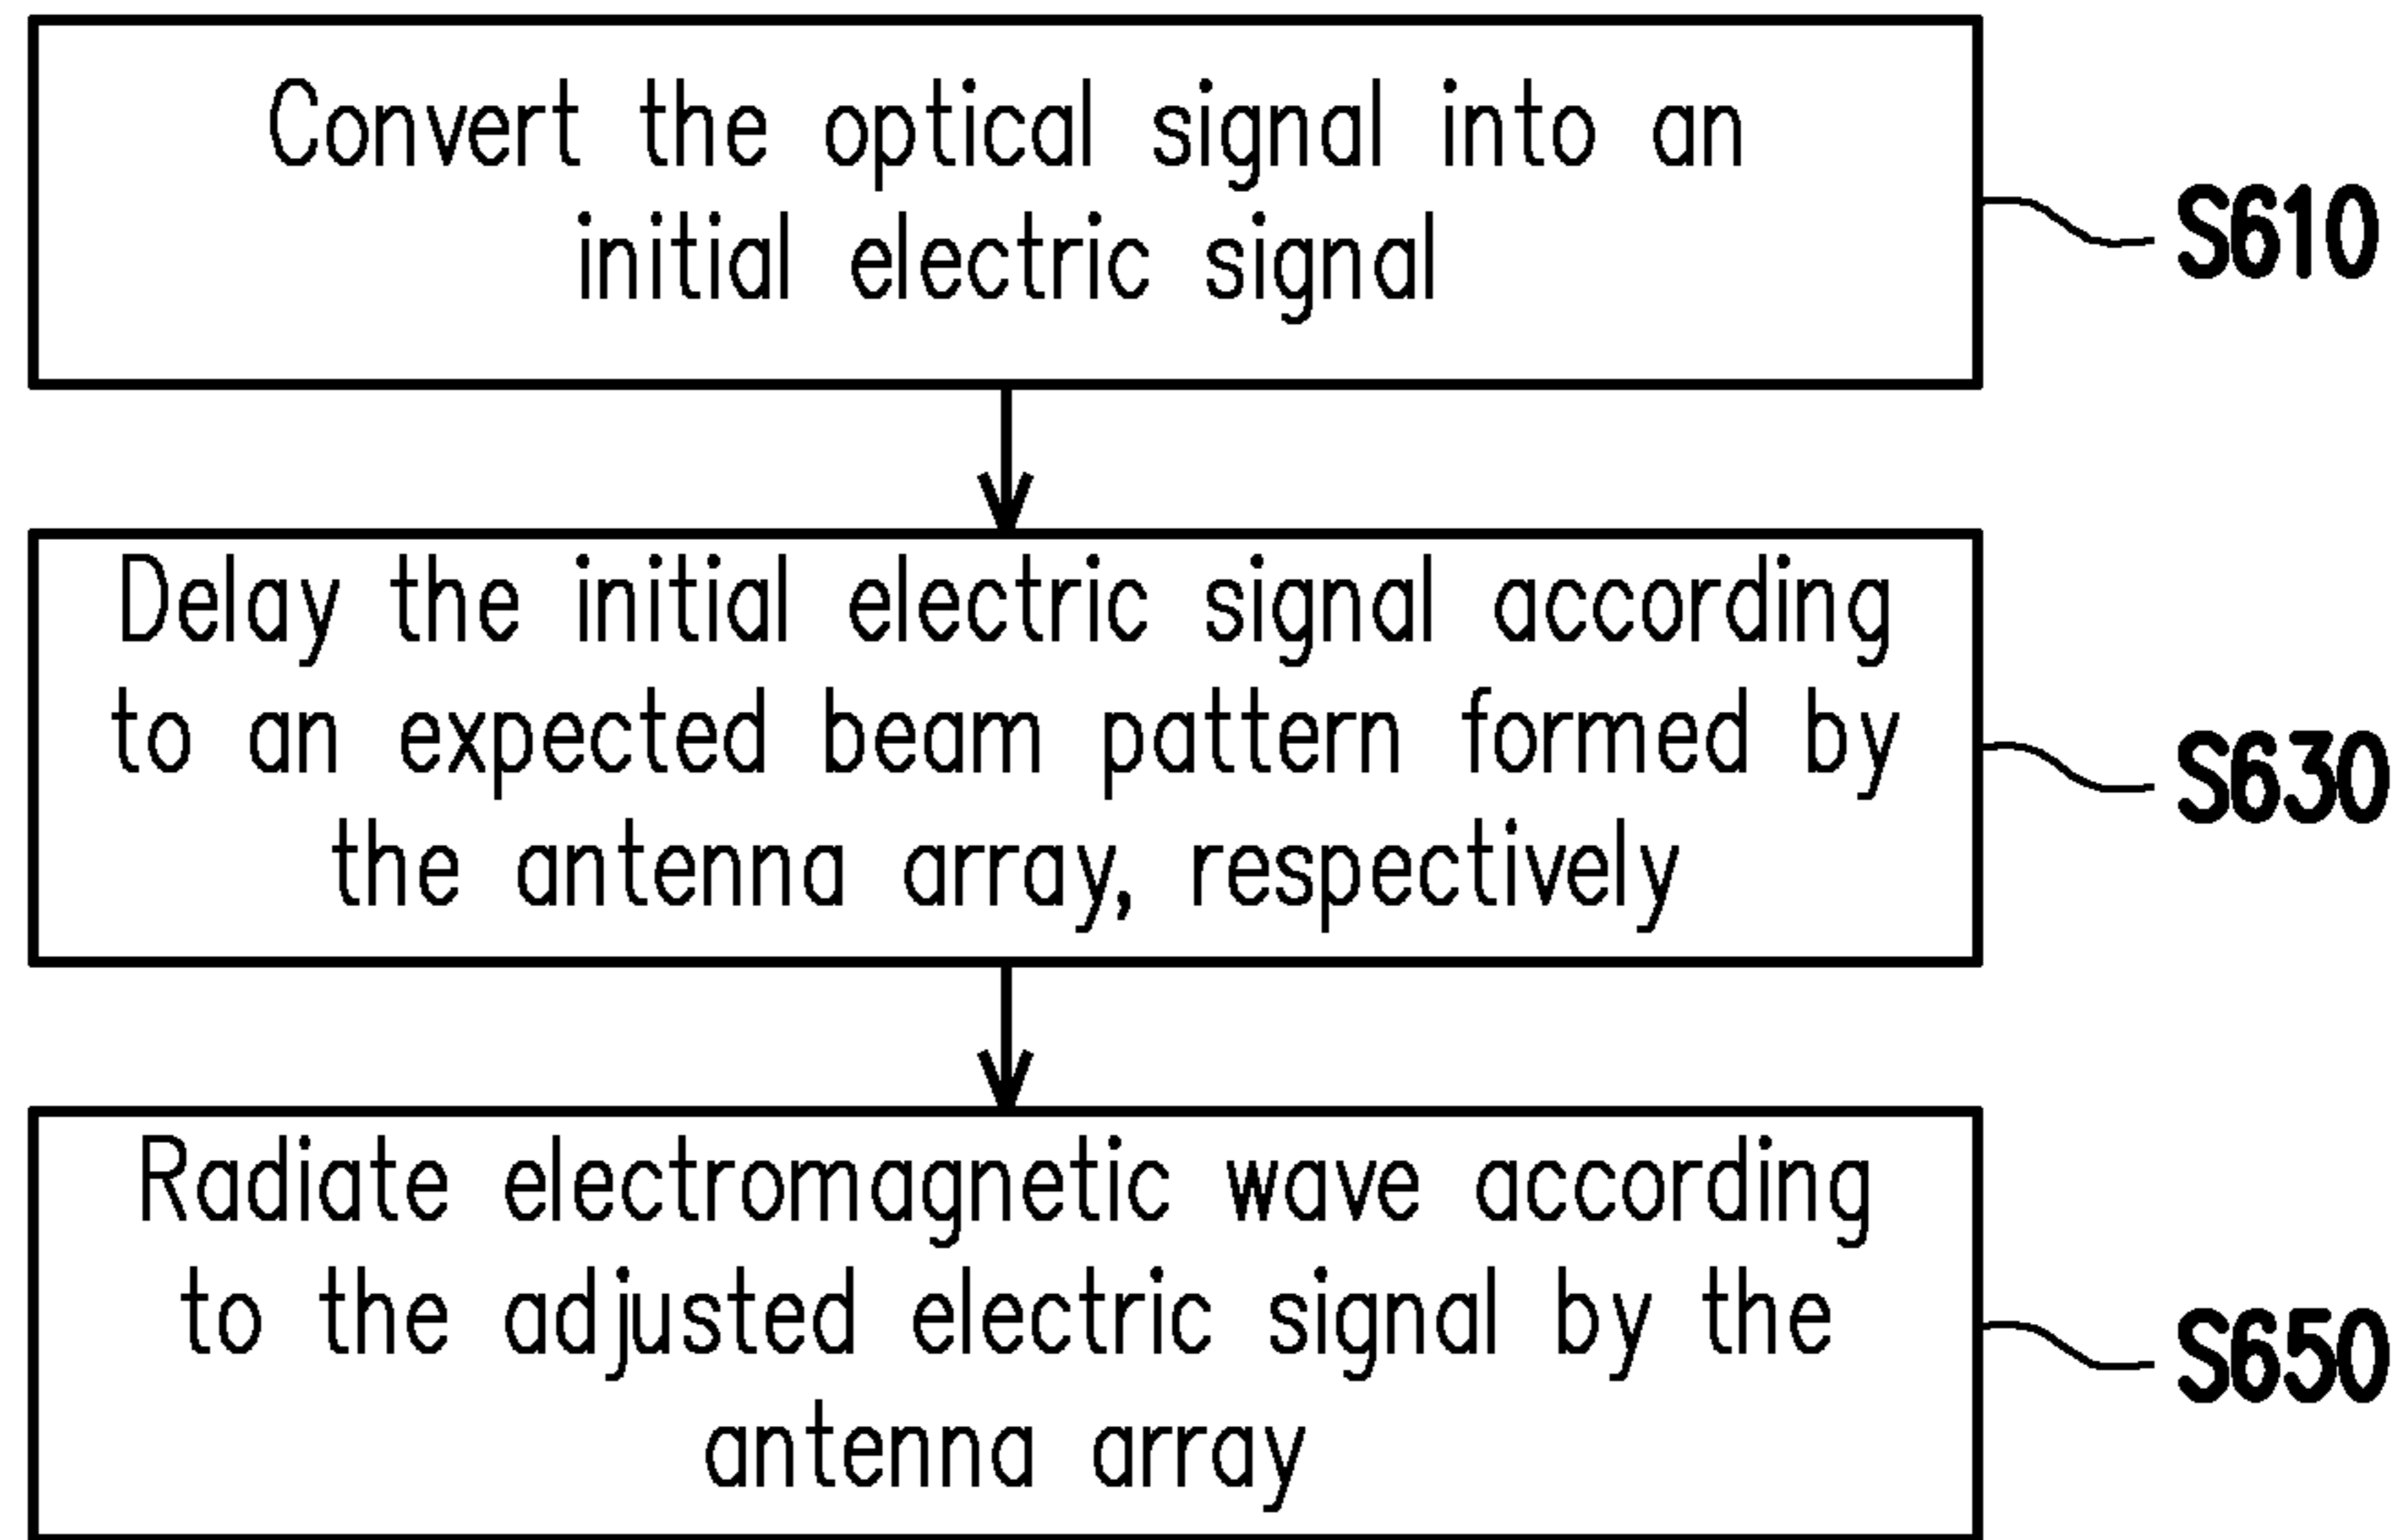 Convert the optical signal into an
initial electric signal
S610
Delay the initial electric signal according
to an expected beam pattern formed by
the antenna array, respectively
S630
Radiate electromagnetic wave according
to the adjusted electric signal by the
antenna array
S650